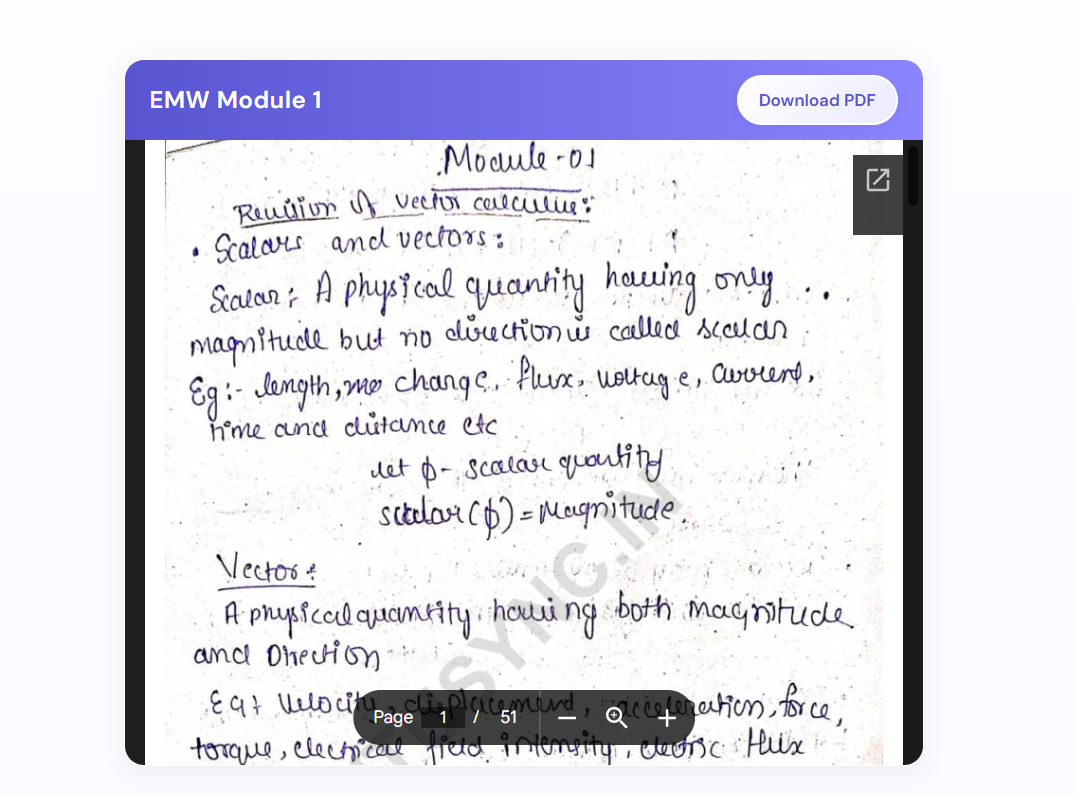 EMW Module 1
Download PDF
Module-01
Revision of vector calculus:
• Scalars and vectors:
Scalar: A physical quantity having only
magnitude but no direction is called scalar
Eg:- length, charge, flux, voltage, current,
time and distance etc
let ϕ- scalar quantity
scalar(ϕ) = Magnitude.
Vector:
A physical quantity having both magnitude
and Direction
Eg: Velocity, displacement, acceleration, force,
torque, electrical field intensity, electric flux
SYNC.IN
Page 1 / 51